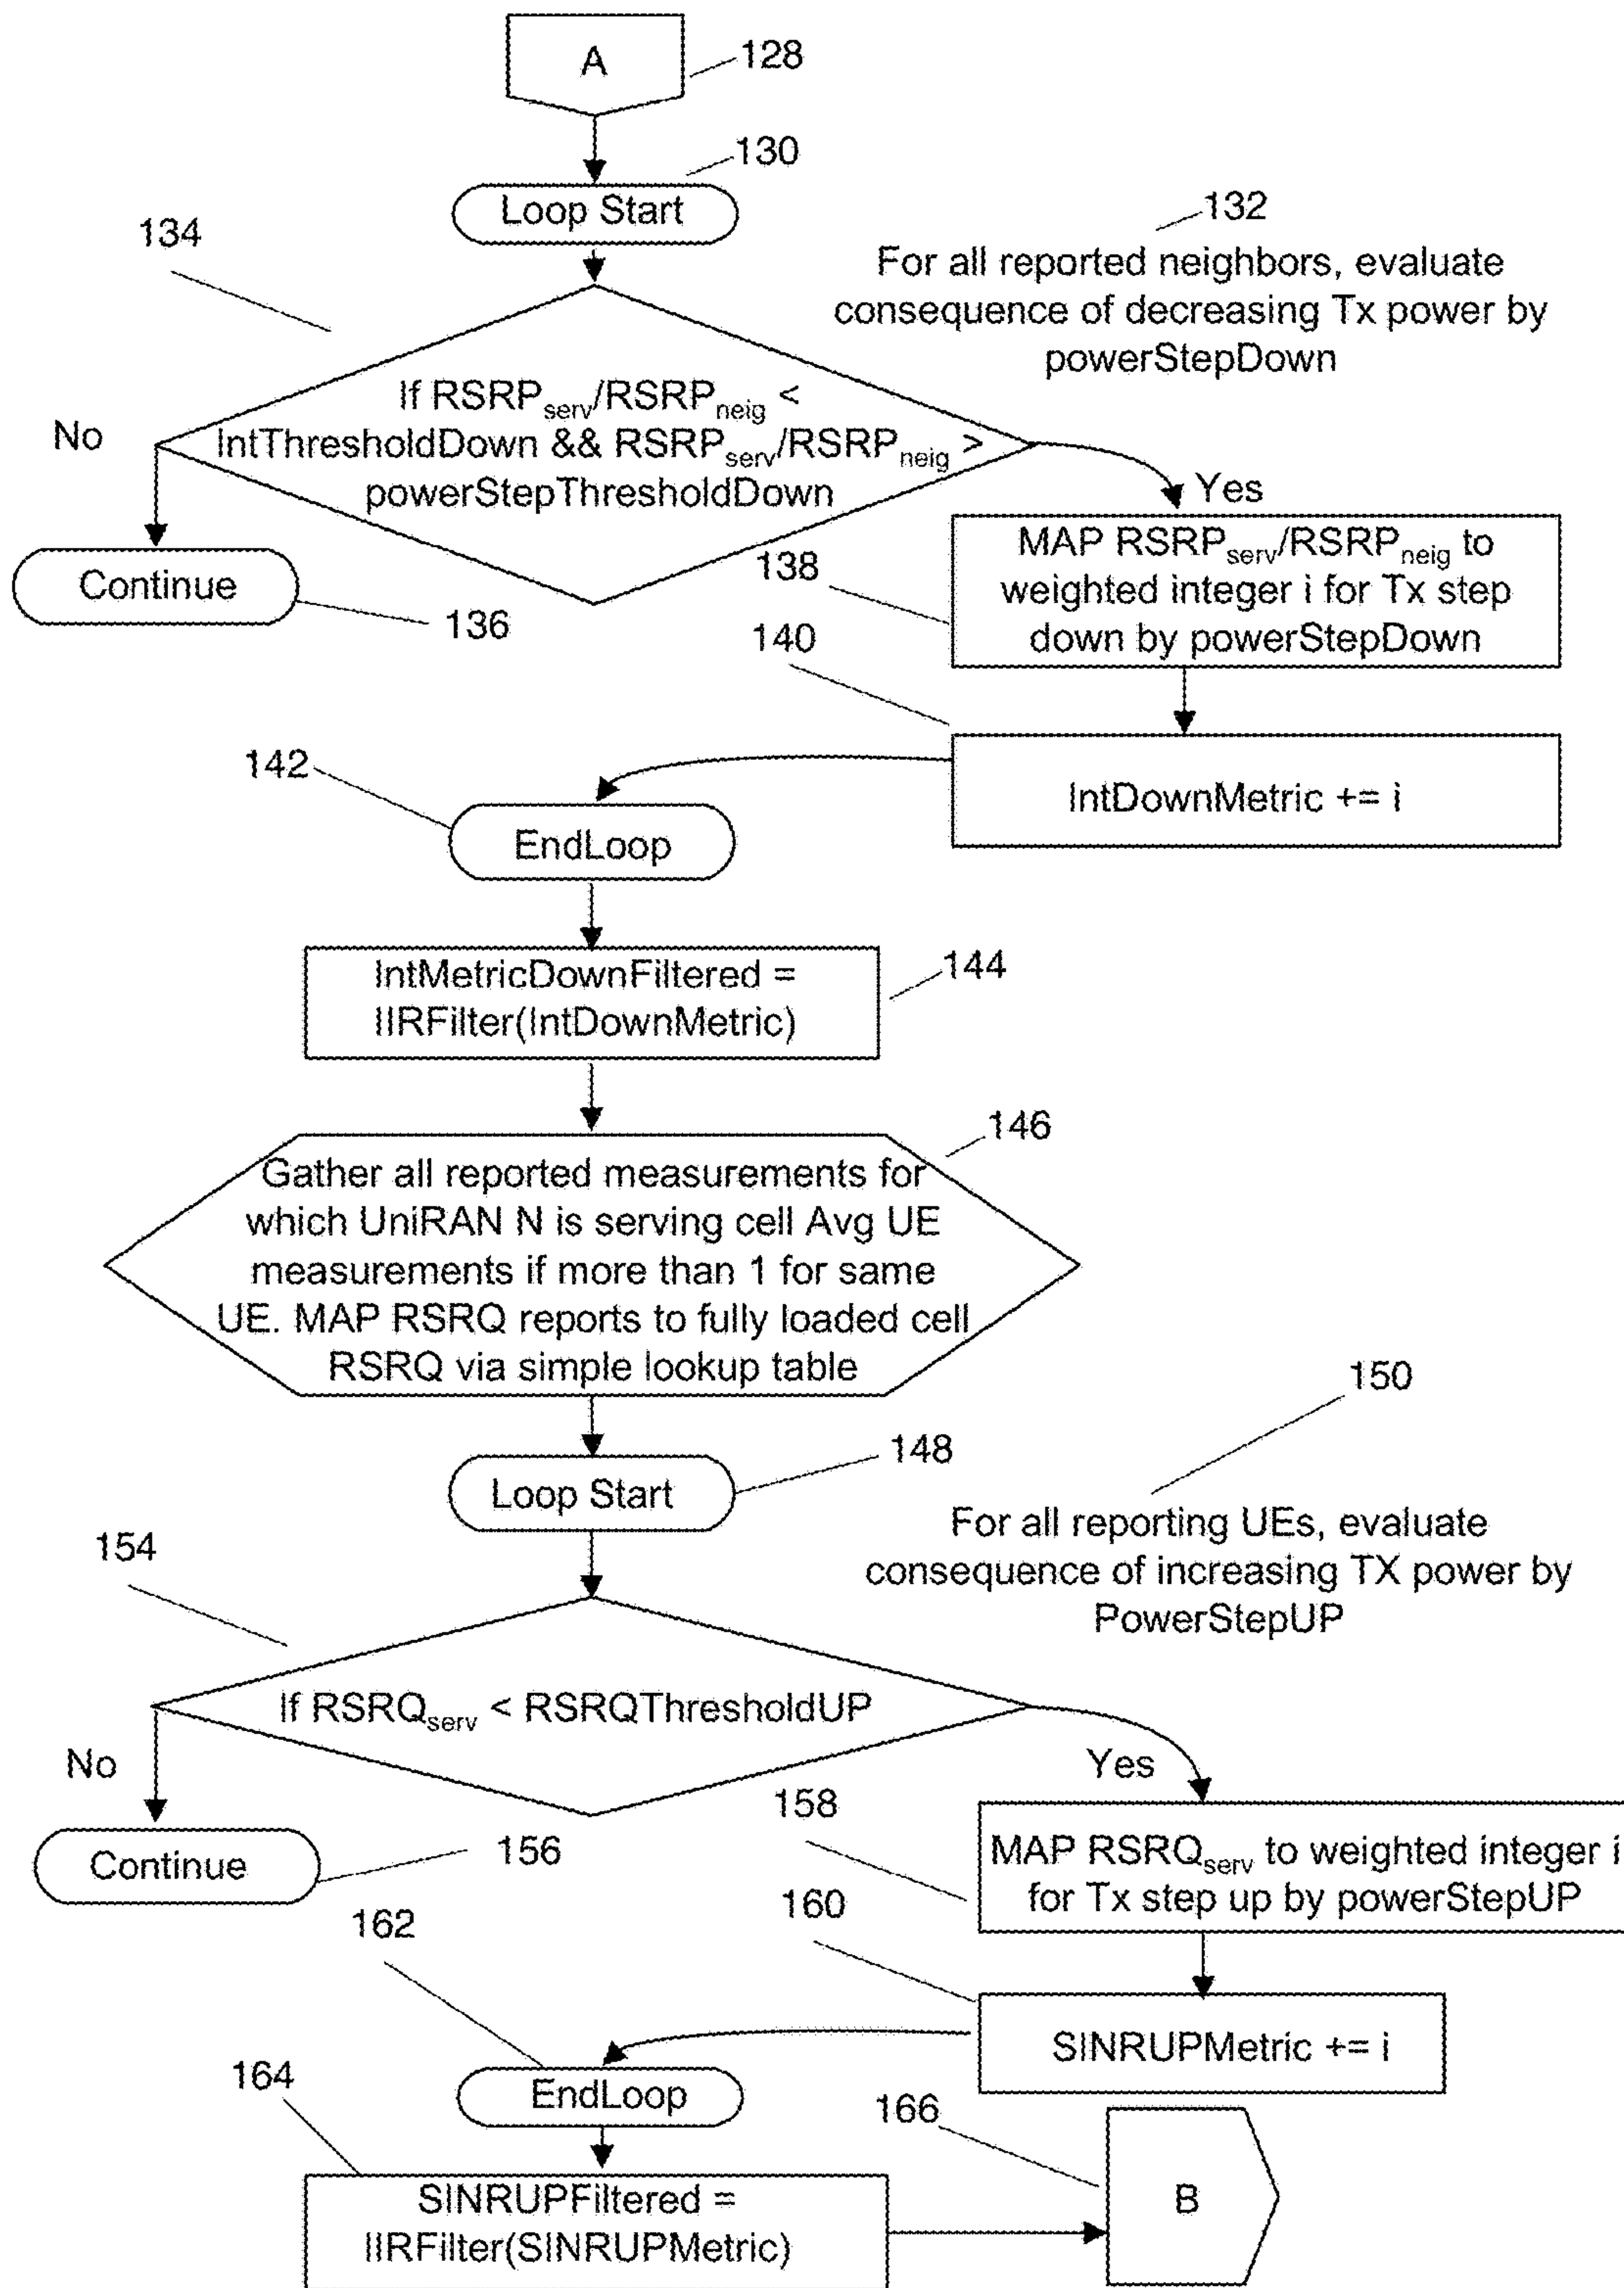 A
128
130
Loop Start
132
134
For all reported neighbors, evaluate
consequence of decreasing Tx power by
powerStepDown
If RSRPserv/RSRPneig <
IntThresholdDown && RSRPserv/RSRPneig >
powerStepThresholdDown
No
Yes
Continue
136
138
MAP RSRPserv/RSRPneig to
weighted integer i for Tx step
down by powerStepDown
140
142
IntDownMetric += i
EndLoop
IntMetricDownFiltered =
IIRFilter(IntDownMetric)
144
146
Gather all reported measurements for
which UniRAN N is serving cell Avg UE
measurements if more than 1 for same
UE. MAP RSRQ reports to fully loaded cell
RSRQ via simple lookup table
150
148
Loop Start
For all reporting UEs, evaluate
consequence of increasing TX power by
PowerStepUP
154
If RSRQserv < RSRQThresholdUP
No
Yes
158
Continue
156
MAP RSRQserv to weighted integer i
for Tx step up by powerStepUP
160
162
SINRUPMetric += i
EndLoop
164
166
SINRUPFiltered =
IIRFilter(SINRUPMetric)
B